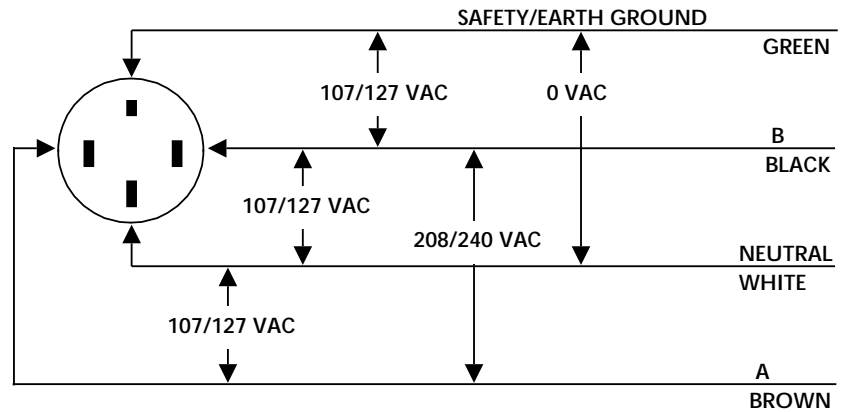 SAFETY/EARTH GROUND
GREEN
107/127 VAC
0 VAC
B
BLACK
107/127 VAC
208/240 VAC
NEUTRAL
WHITE
107/127 VAC
A
BROWN